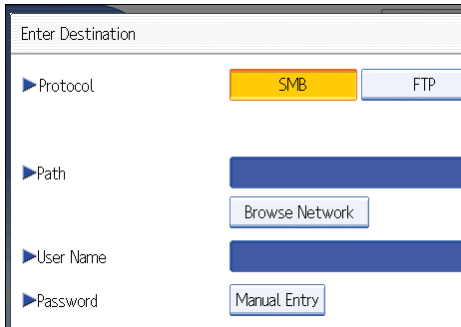 Enter Destination
Protocol SMB FTP
Path
Browse Network
User Name
Password Manual Entry